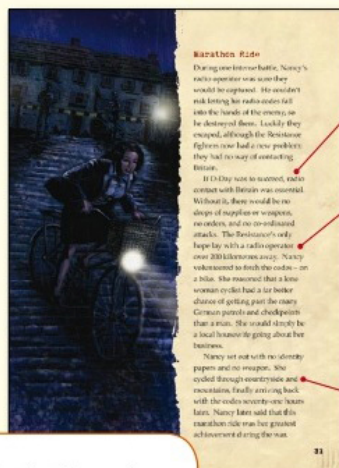 Marathon Ride
During one intense battle, Nancy's
radio operator was sure they
would be captured. He couldn't
risk letting his radio codes fall
into the hands of the enemy, so
he destroyed them. Luckily they
escaped, although the Resistance
fighters now had a new problem:
they had no way of contacting
Britain.
If D-Day was to succeed, radio
contact with Britain was essential.
Without it, there would be no
drops of supplies or weapons,
no orders, and no co-ordinated
attacks. The Resistance's only
hope lay with a radio operator
over 200 kilometres away. Nancy
volunteered to fetch the codes – on
a bike. She reasoned that a lone
woman cyclist had a far better
chance of getting past the many
German patrols and checkpoints
than a man. She would simply be
a local housewife going about her
business.
Nancy set out with no identity
papers and no weapon. She
cycled through countryside and
mountains, finally arriving back
with the codes seventy-one hours
later. Nancy later said that this
marathon ride was her greatest
achievement during the war.
31